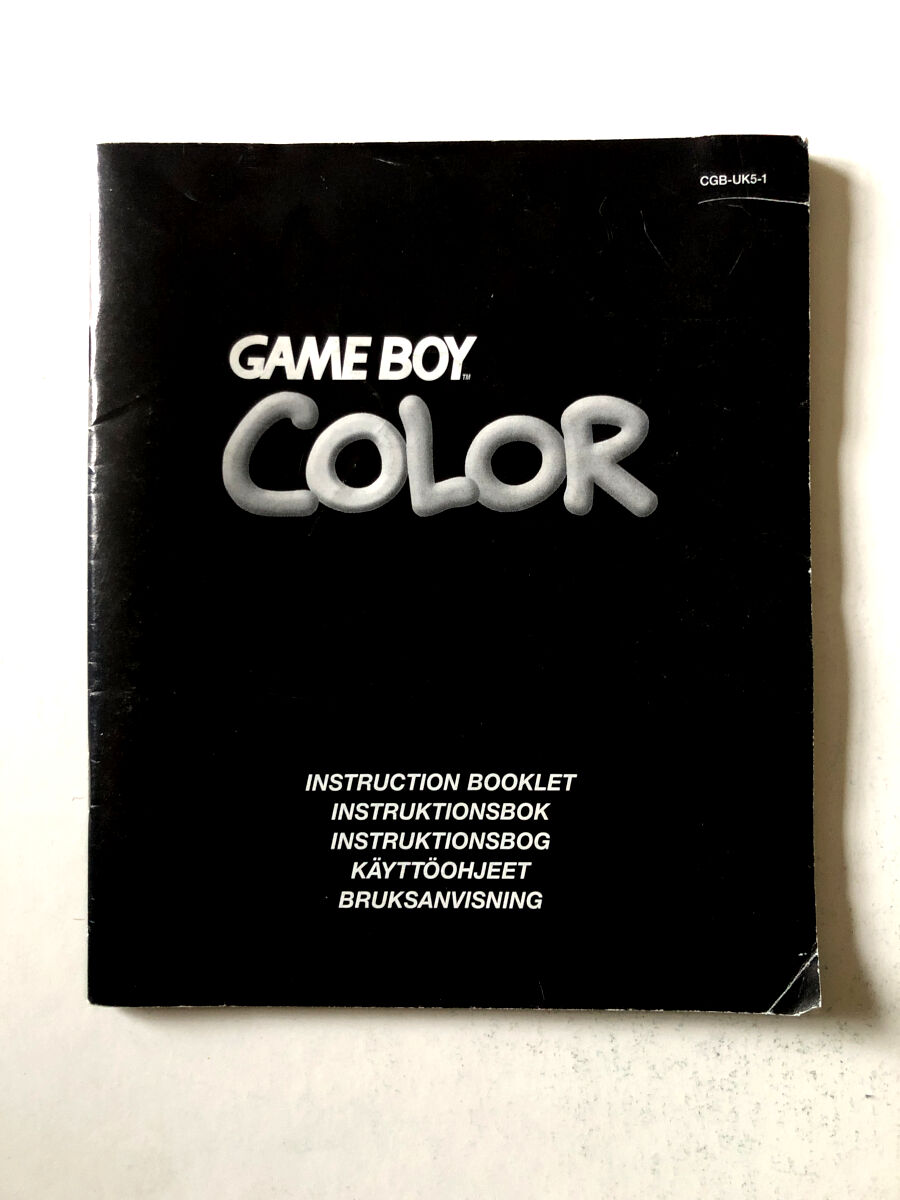 CGB-UK5-1
GAME BOY™
COLOR
INSTRUCTION BOOKLET
INSTRUKTIONSBOK
INSTRUKTIONSBOG
KÄYTTÖOHJEET
BRUKSANVISNING